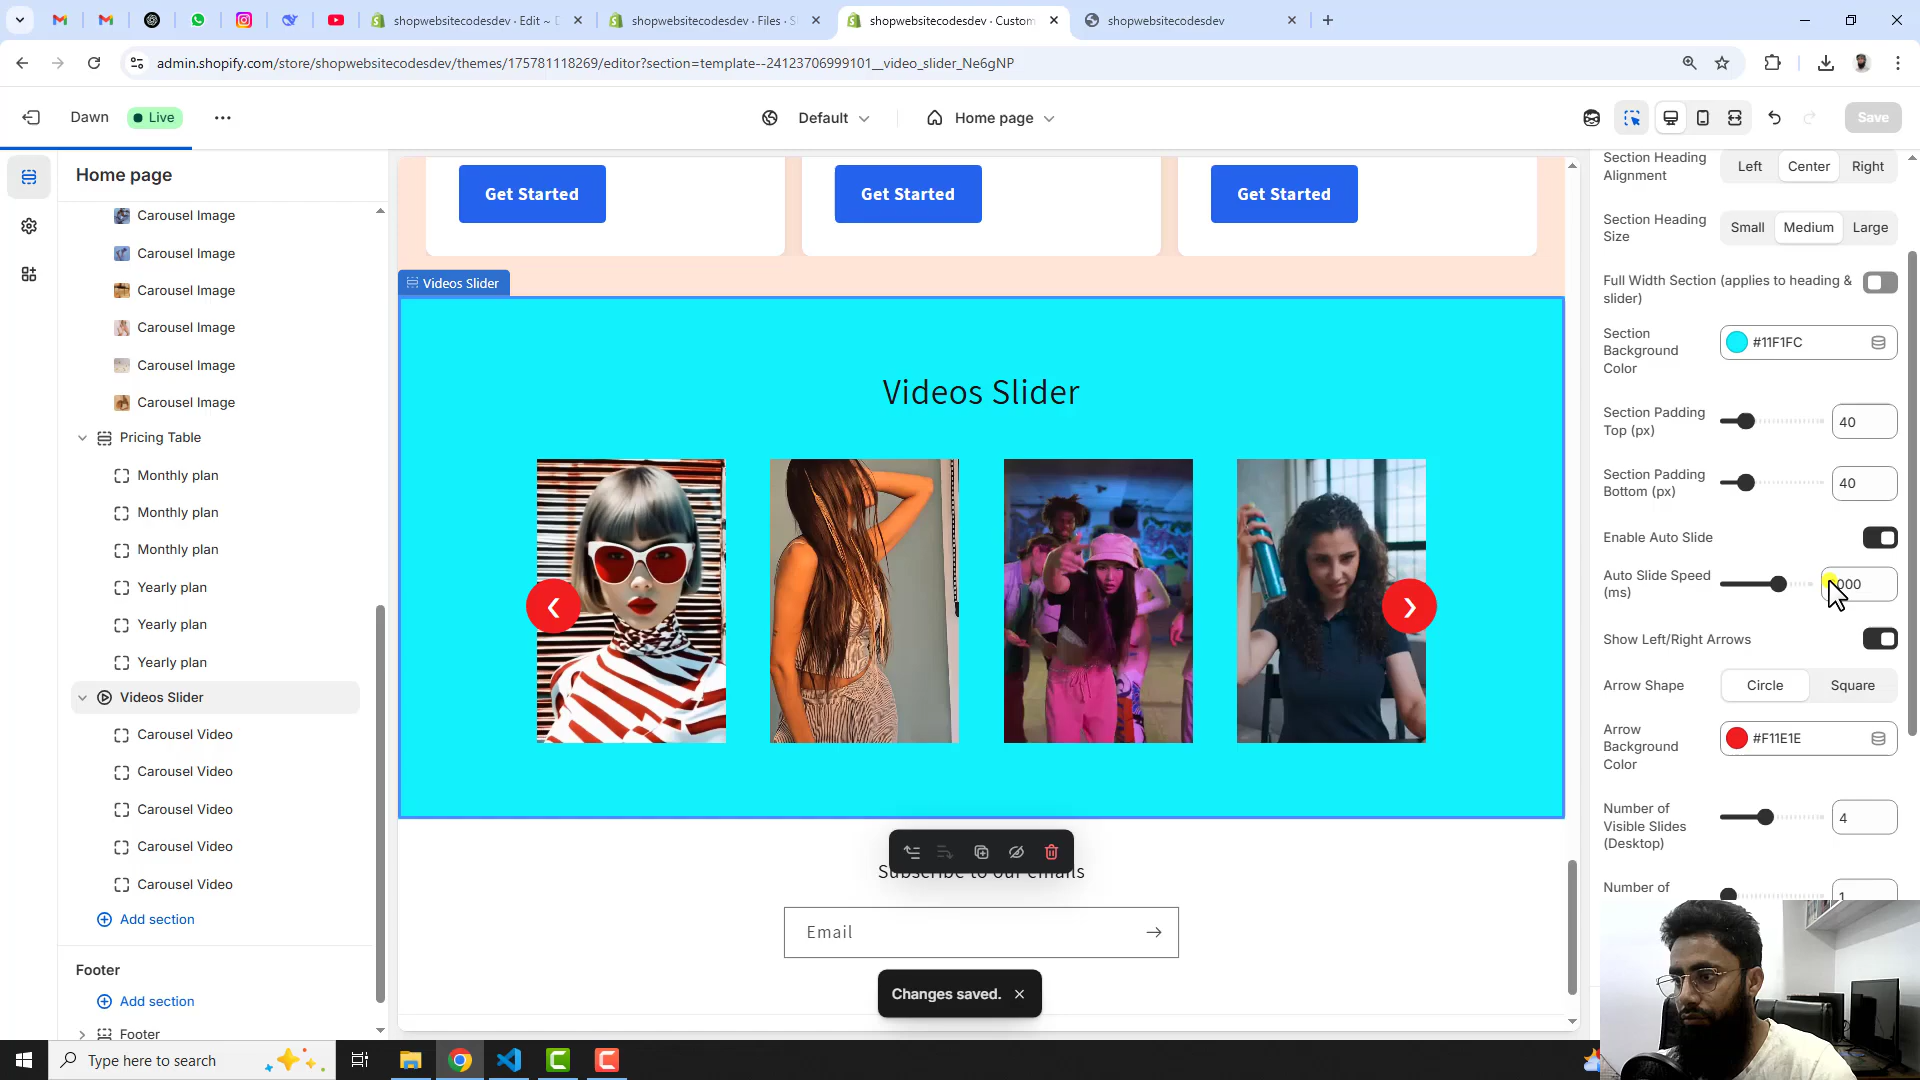 shopwebsitecodesdev · Edit ~
shopwebsitecodesdev · Files · S
shopwebsitecodesdev · Custom
shopwebsitecodesdev
admin.shopify.com/store/shopwebsitecodesdev/themes/175781118269/editor?section=template--24123706999101__video_slider_Ne6gNP
Dawn
Live
Default
Home page
Save
Home page
Carousel Image
Carousel Image
Carousel Image
Carousel Image
Carousel Image
Carousel Image
Pricing Table
Monthly plan
Monthly plan
Monthly plan
Yearly plan
Yearly plan
Yearly plan
Videos Slider
Carousel Video
Carousel Video
Carousel Video
Carousel Video
Carousel Video
Add section
Footer
Add section
Footer
Get Started
Get Started
Get Started
Videos Slider
Videos Slider
Subscribe to our emails
Email
Changes saved.
Section Heading
Alignment
Left
Center
Right
Section Heading
Size
Small
Medium
Large
Full Width Section (applies to heading &
slider)
Section
Background
Color
#11F1FC
Section Padding
Top (px)
40
Section Padding
Bottom (px)
40
Enable Auto Slide
Auto Slide Speed
(ms)
000
Show Left/Right Arrows
Arrow Shape
Circle
Square
Arrow
Background
Color
#F11E1E
Number of
Visible Slides
(Desktop)
4
Number of
1
Type here to search